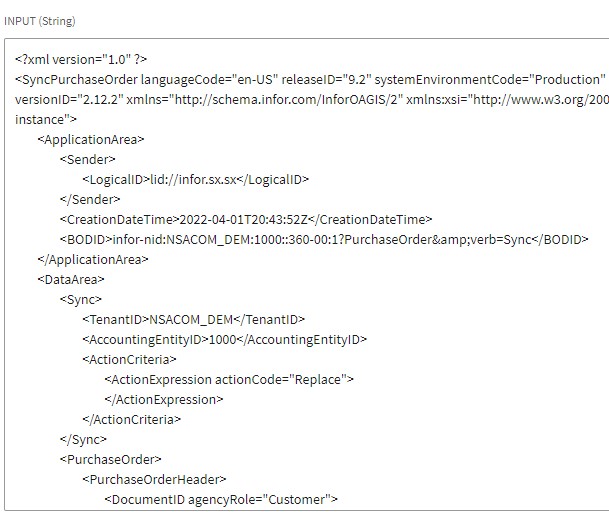 INPUT (String)
<?xml version="1.0" ?>
<SyncPurchaseOrder languageCode="en-US" releaseID="9.2" systemEnvironmentCode="Production"
versionID="2.12.2" xmlns="http://schema.infor.com/InforOAGIS/2" xmlns:xsi="http://www.w3.org/200
instance">
<ApplicationArea>
<Sender>
<LogicalID>lid://infor.sx.sx</LogicalID>
</Sender>
<CreationDateTime>2022-04-01T20:43:52Z</CreationDateTime>
<BODID>infor-nid:NSACOM_DEM:1000::360-00:1?PurchaseOrder&amp;verb=Sync</BODID>
</ApplicationArea>
<DataArea>
<Sync>
<TenantID>NSACOM_DEM</TenantID>
<AccountingEntityID>1000</AccountingEntityID>
<ActionCriteria>
<ActionExpression actionCode="Replace">
</ActionExpression>
</ActionCriteria>
</Sync>
<PurchaseOrder>
<PurchaseOrderHeader>
<DocumentID agencyRole="Customer">